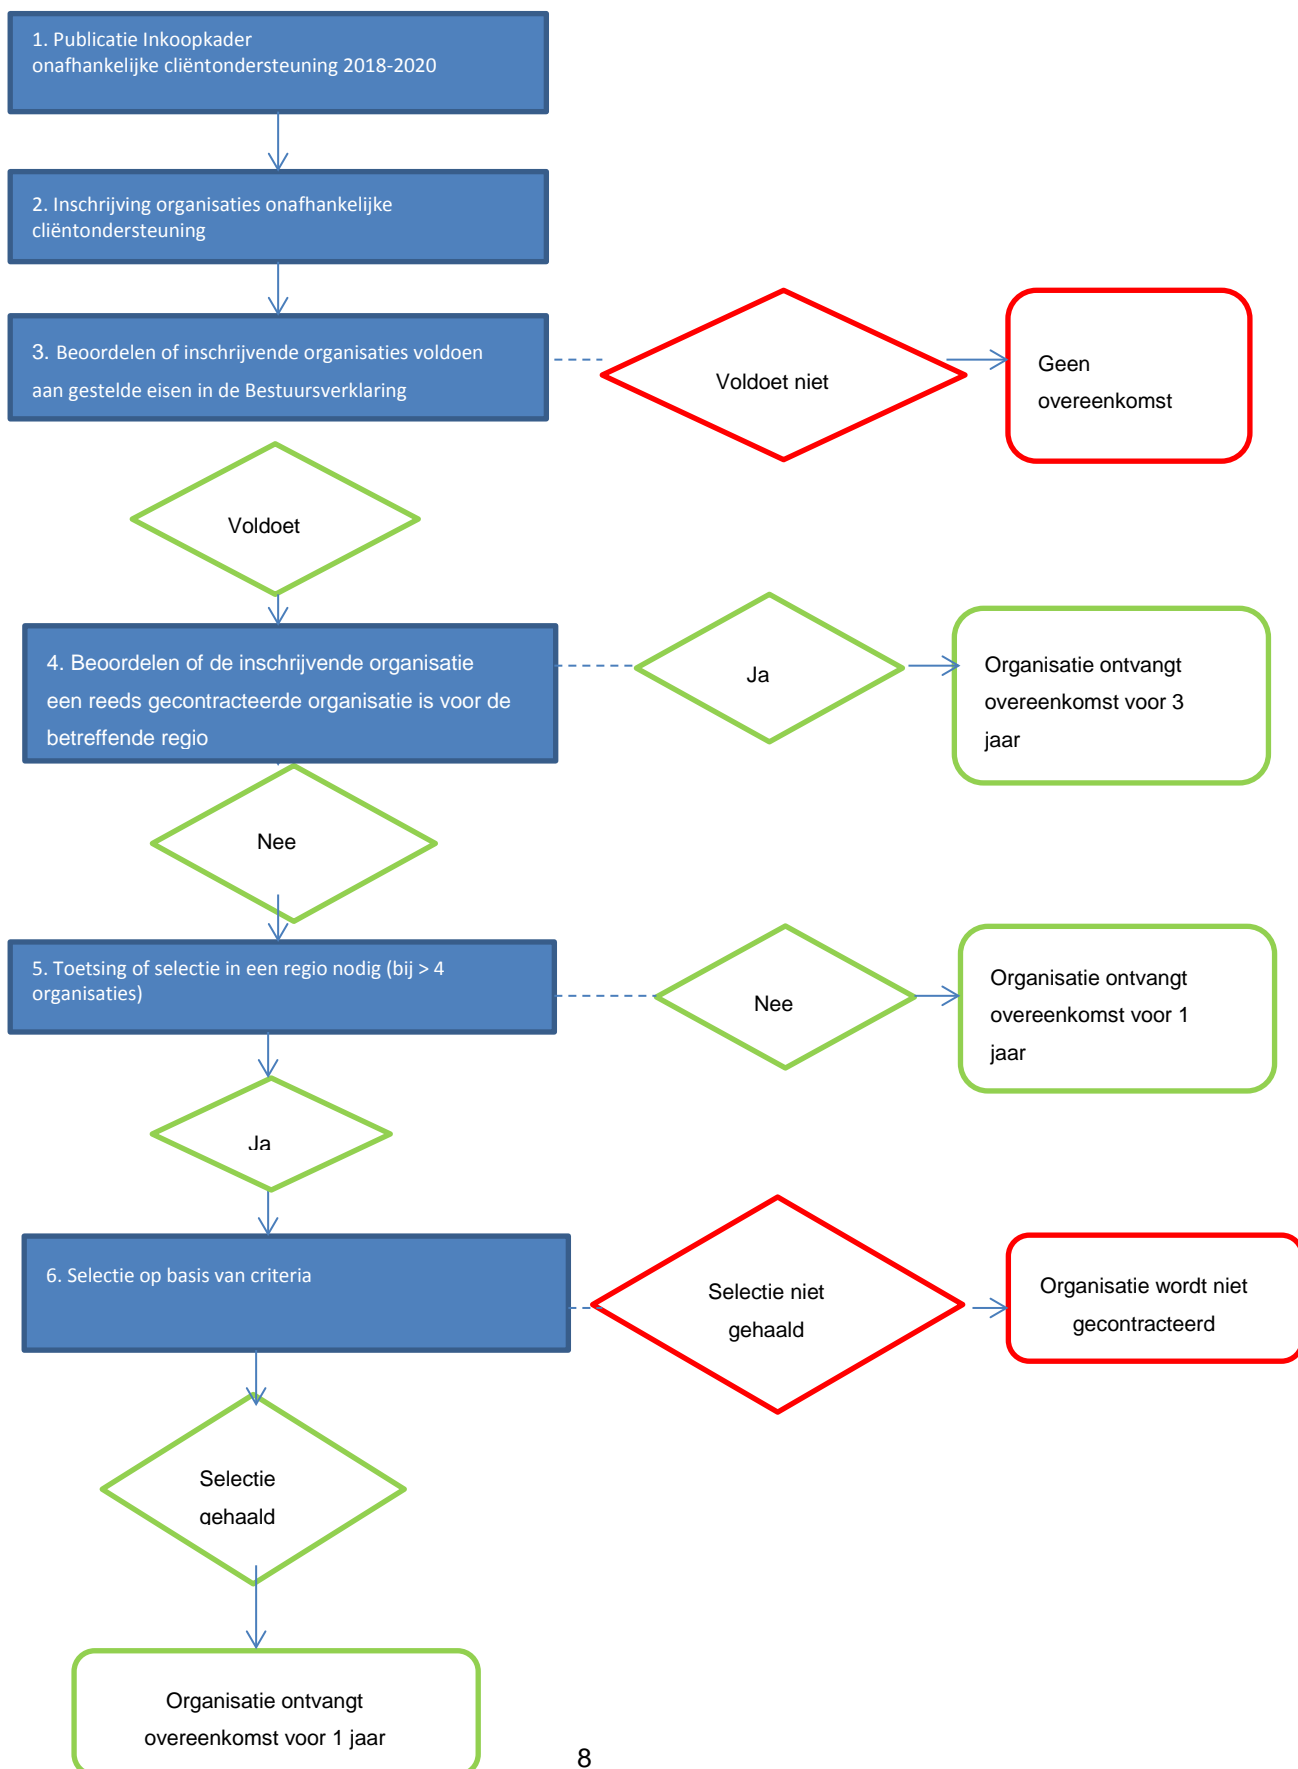 1. Publicatie Inkoopkader
onafhankelijke cliëntondersteuning 2018-2020
2. Inschrijving organisaties onafhankelijke
cliëntondersteuning
3. Beoordelen of inschrijvende organisaties voldoen
aan gestelde eisen in de Bestuursverklaring
Voldoet niet
Geen
overeenkomst
Voldoet
4. Beoordelen of de inschrijvende organisatie
een reeds gecontracteerde organisatie is voor de
betreffende regio
Ja
Organisatie ontvangt
overeenkomst voor 3
jaar
Nee
5. Toetsing of selectie in een regio nodig (bij > 4
organisaties)
Nee
Organisatie ontvangt
overeenkomst voor 1
jaar
Ja
6. Selectie op basis van criteria
Selectie niet
gehaald
Organisatie wordt niet
gecontracteerd
Selectie
gehaald
Organisatie ontvangt
overeenkomst voor 1 jaar
8